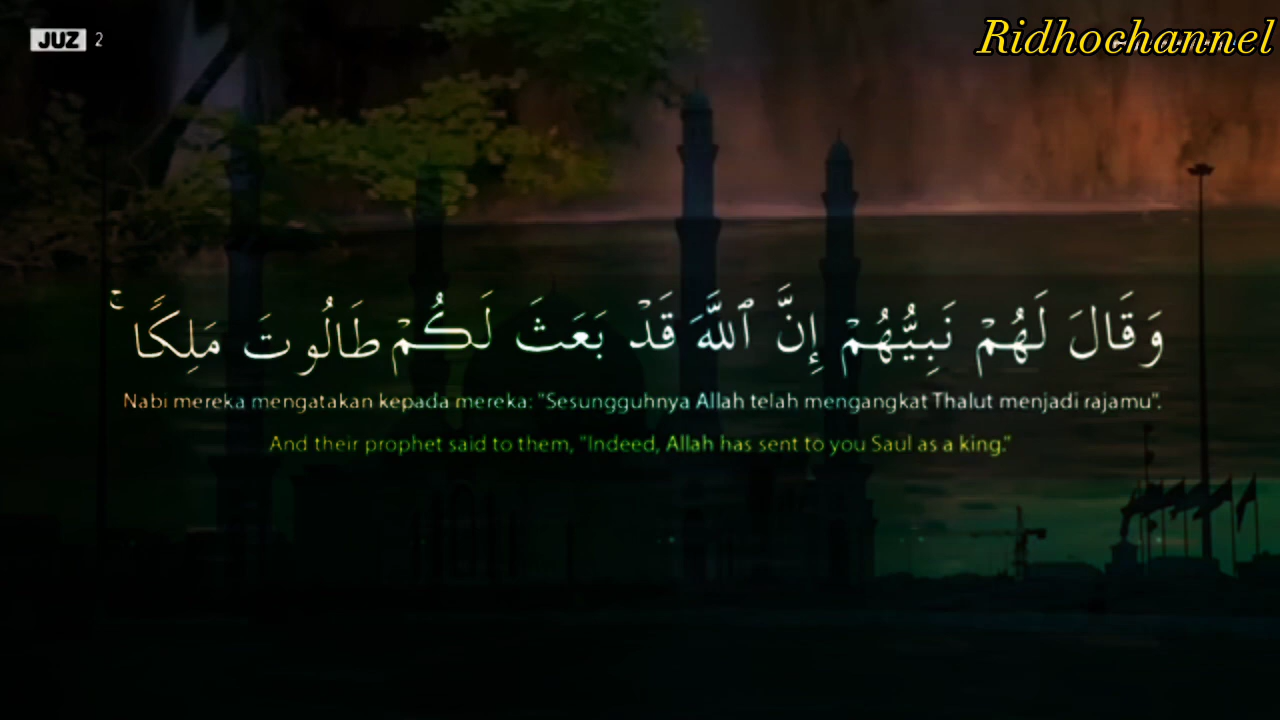 JUZ 2
Ridhochannel
وَقَالَ لَهُمْ نَبِيُّهُمْ إِنَّ ٱللَّهَ قَدْ بَعَثَ لَكُمْ طَالُوتَ مَلِكًا ۚ
Nabi mereka mengatakan kepada mereka: "Sesungguhnya Allah telah mengangkat Thalut menjadi rajamu".
And their prophet said to them, "Indeed, Allah has sent to you Saul as a king."